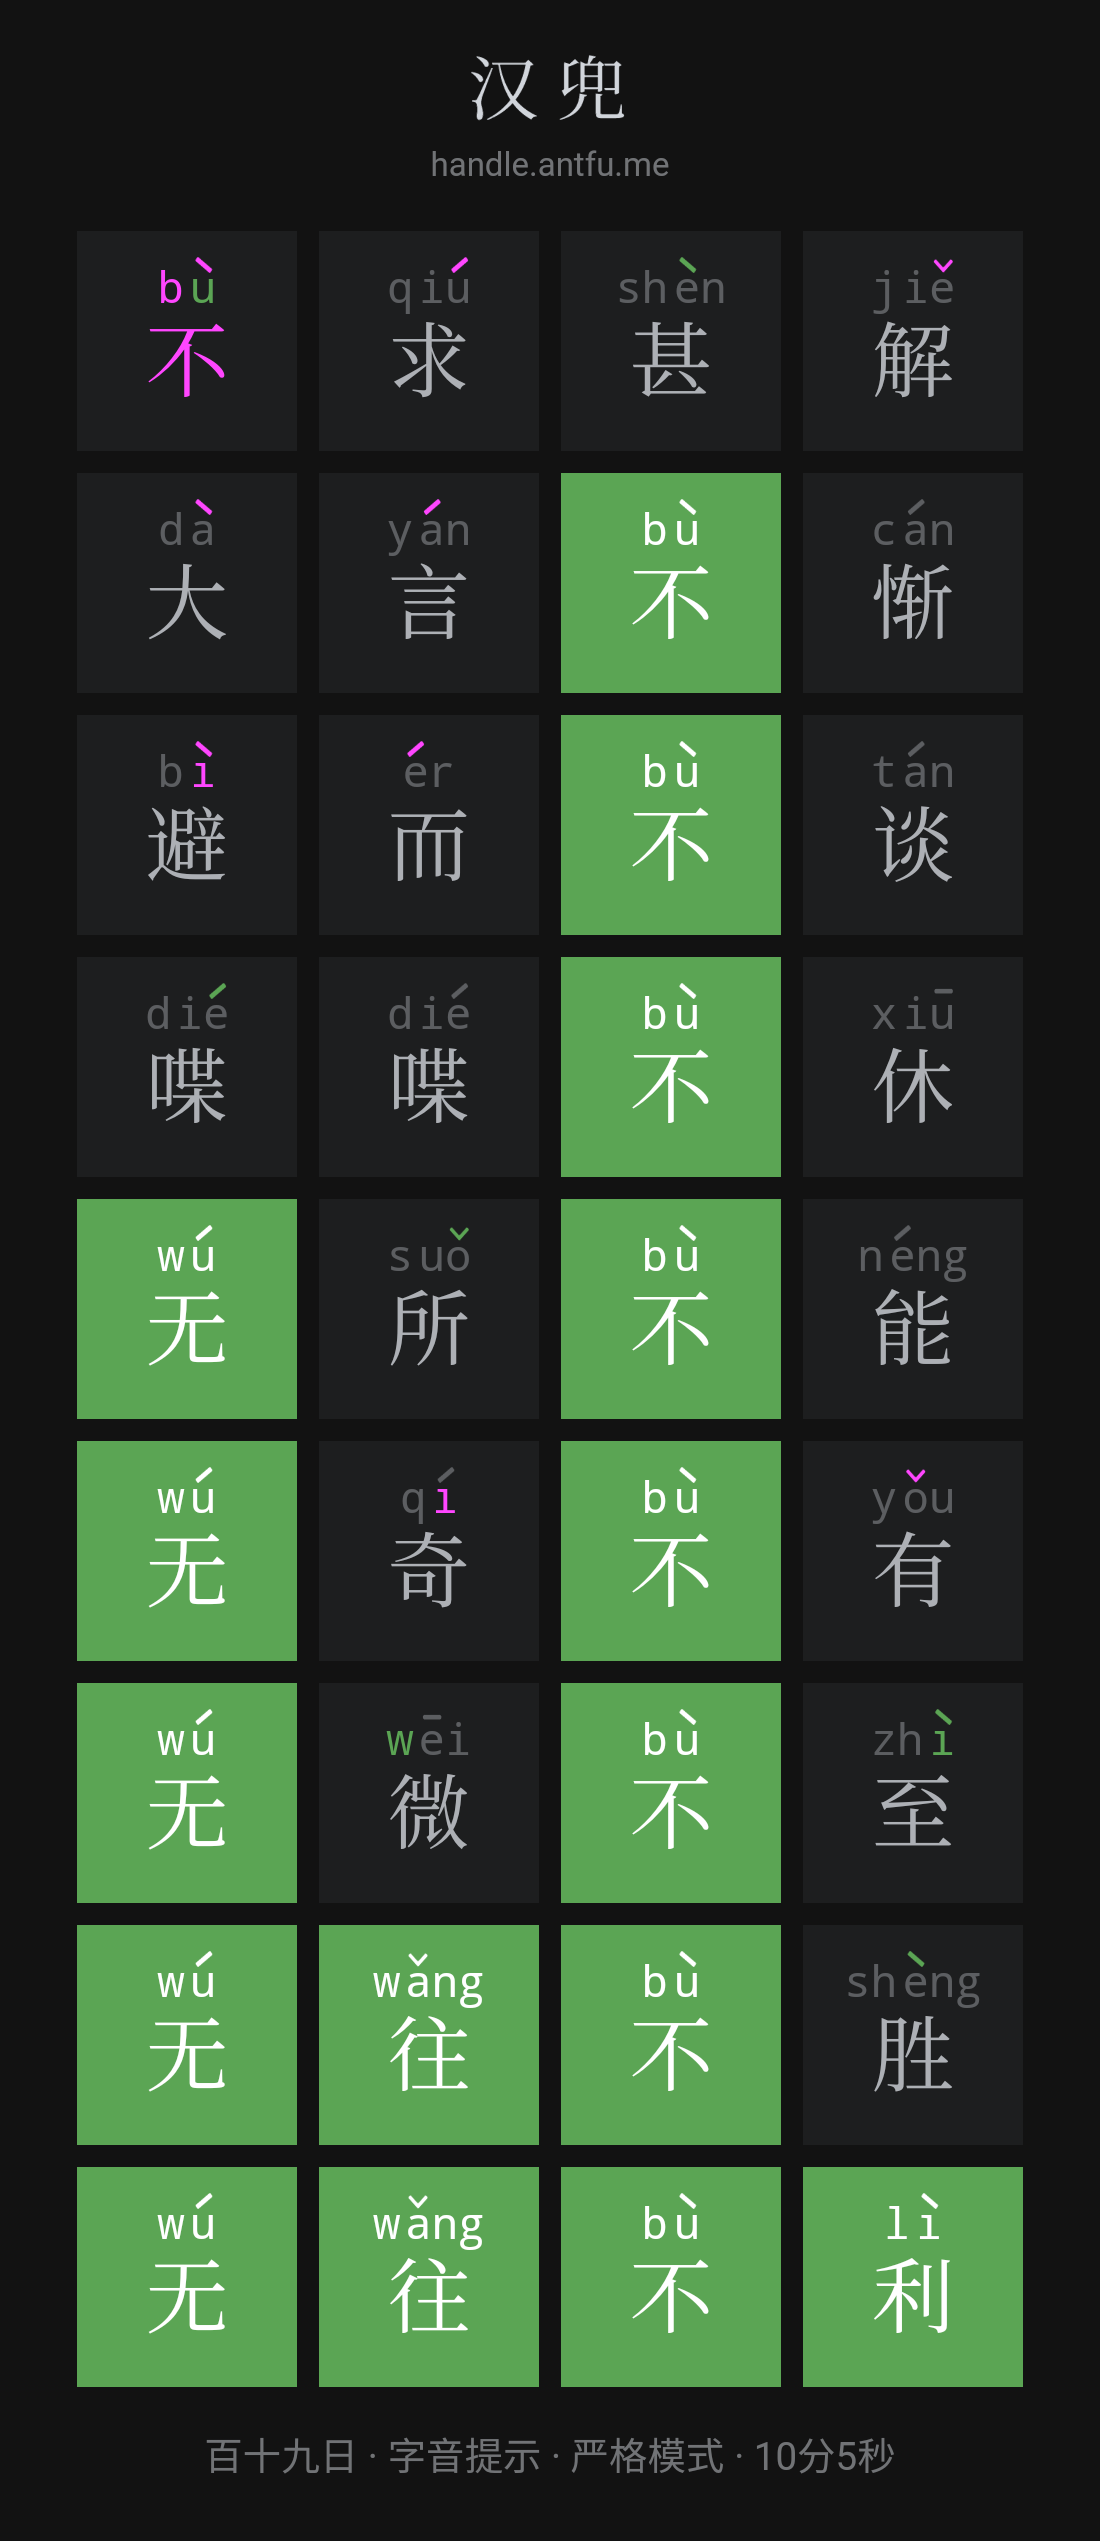 汉兜
handle.antfu.me
bù qiú shèn jiě
不求甚解
dà yán bù cán
大言不惭
bì ér bù tán
避而不谈
dié dié bù xiū
喋喋不休
wú suǒ bù néng
无所不能
wú qí bù yǒu
无奇不有
wú wēi bù zhì
无微不至
wú wǎng bù shèng
无往不胜
wú wǎng bù lì
无往不利
百十九日 · 字音提示 · 严格模式 · 10分5秒